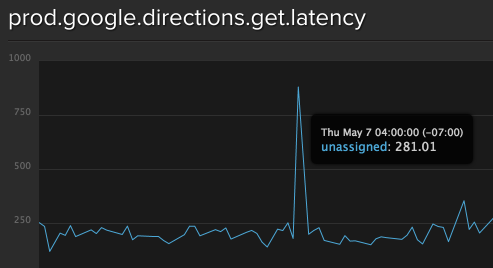 prod.google.directions.get.latency
1000
750
Thu May 7 04:00:00 (−07:00)
unassigned: 281.01
500
250